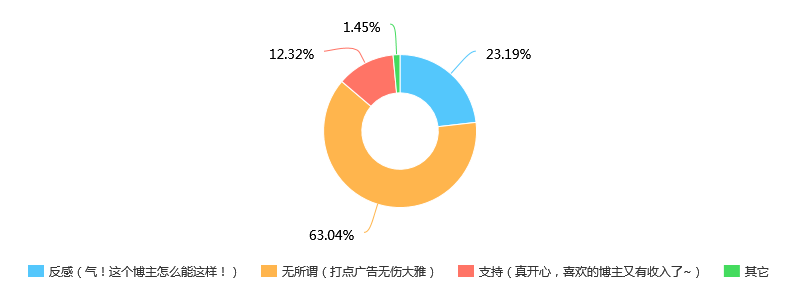 1.45%
12.32%
23.19%
63.04%
反感（气！这个博主怎么能这样！） 无所谓（打点广告无伤大雅） 支持（真开心，喜欢的博主又有收入了~） 其它